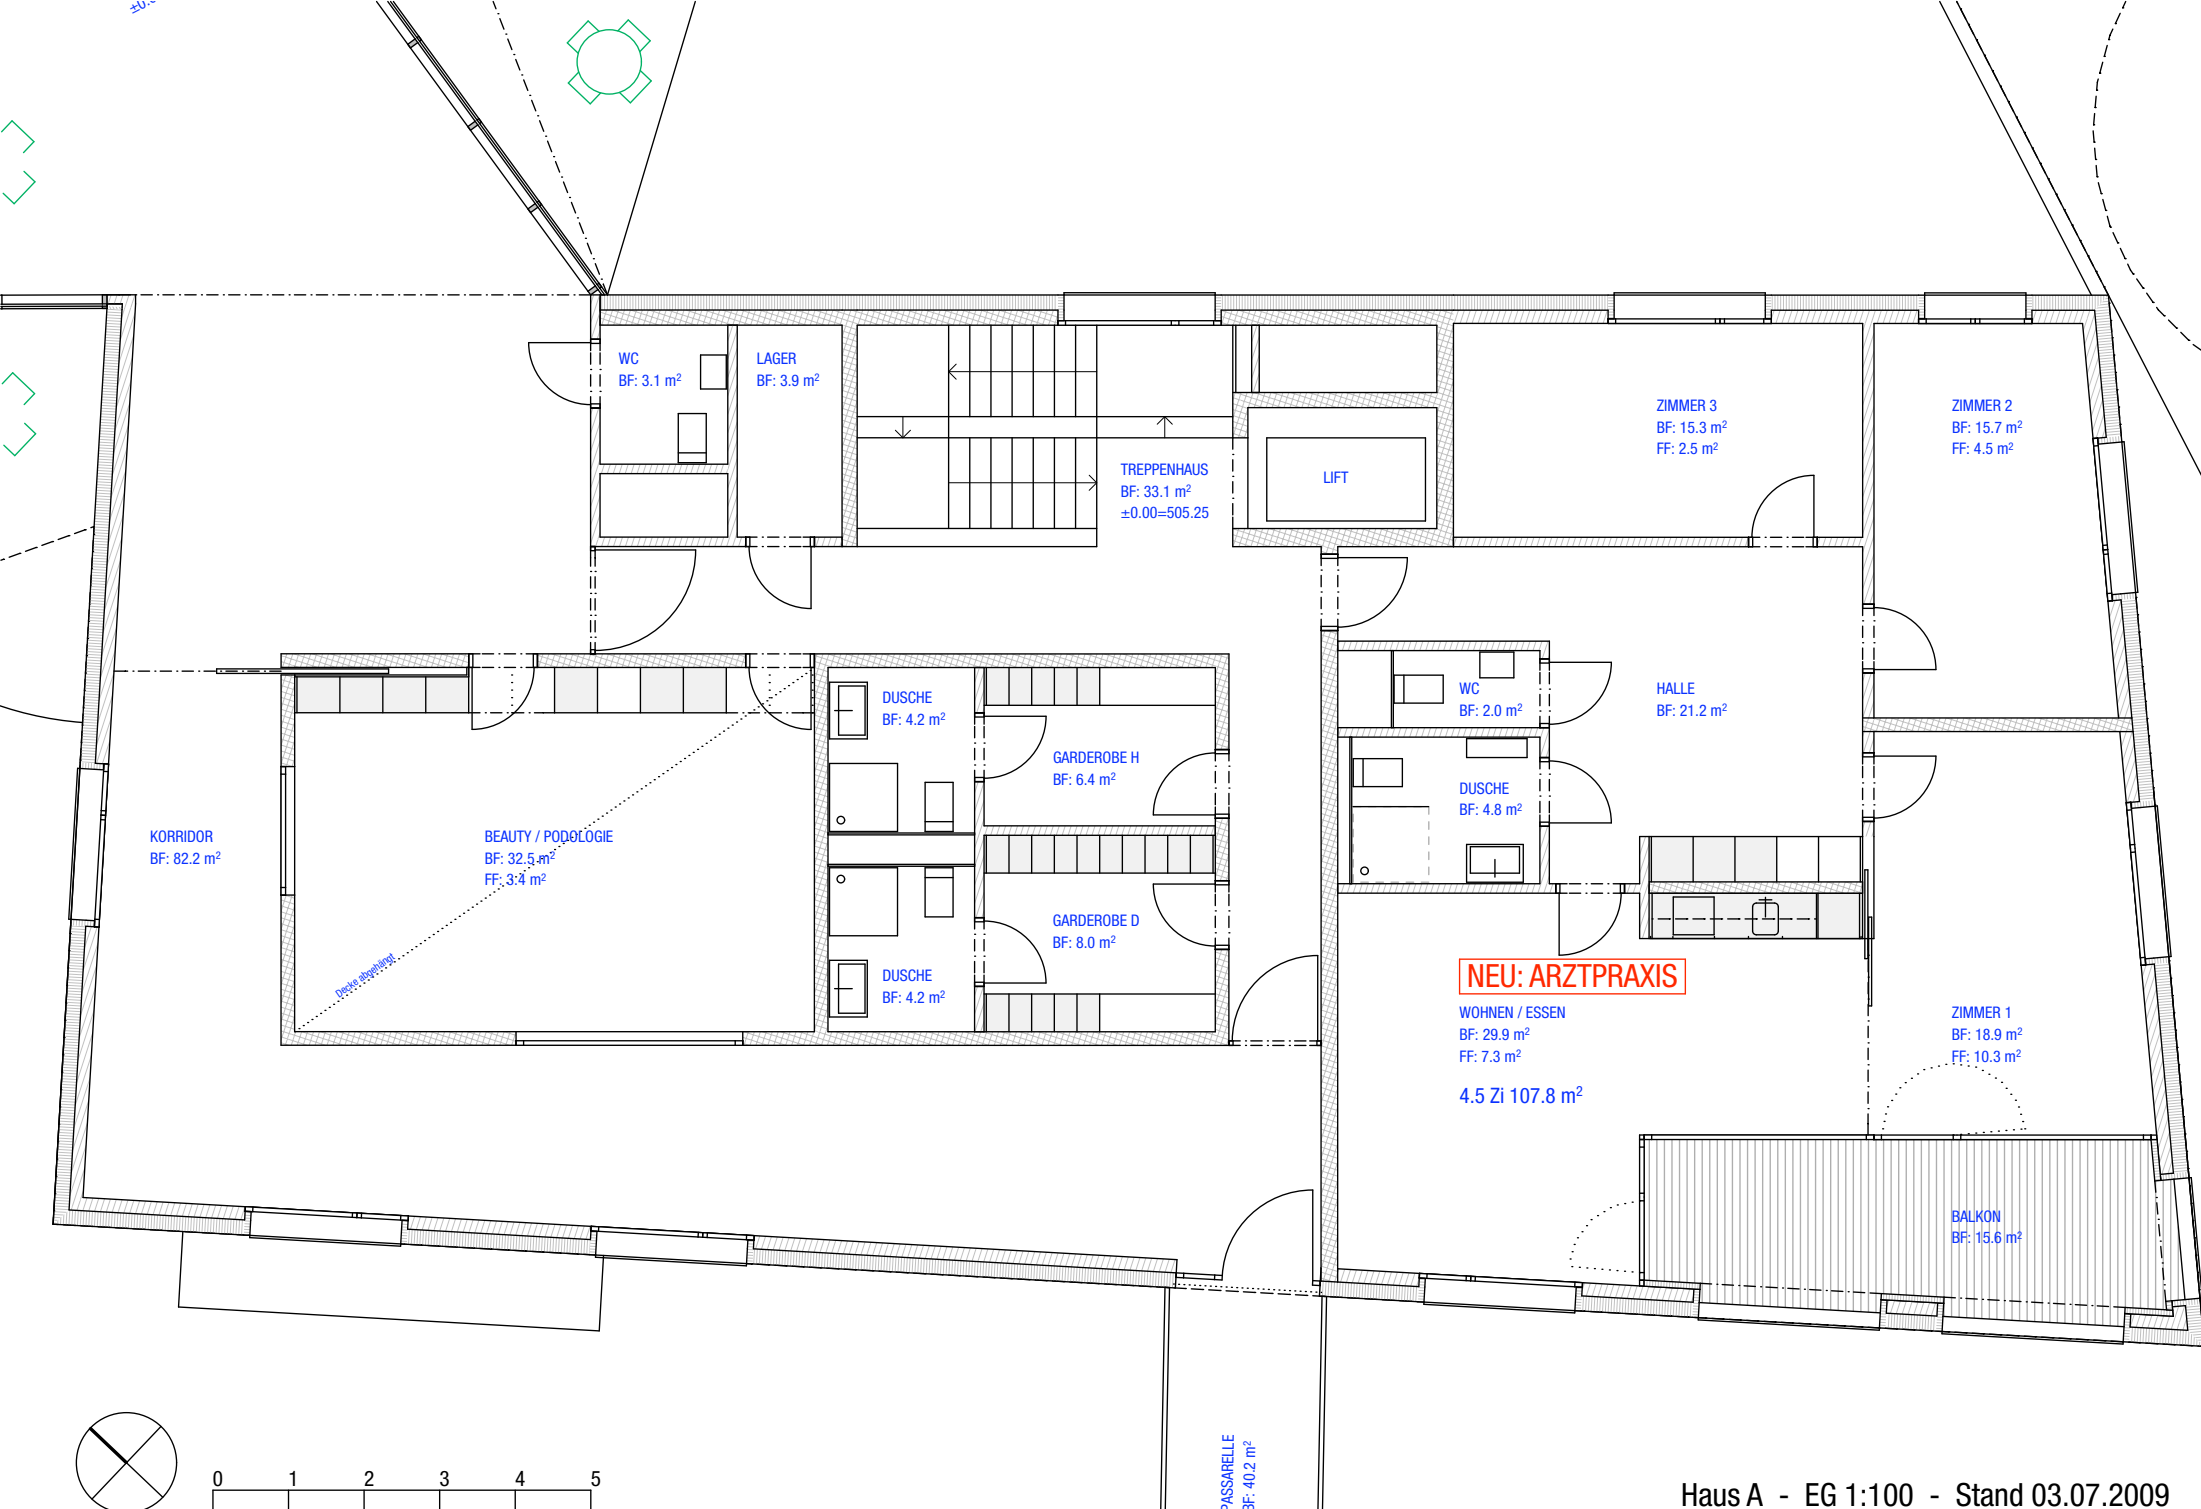 WC
BF: 3.1 m²
LAGER
BF: 3.9 m²
TREPPENHAUS
BF: 33.1 m²
±0.00=505.25
LIFT
ZIMMER 3
BF: 15.3 m²
FF: 2.5 m²
ZIMMER 2
BF: 15.7 m²
FF: 4.5 m²
DUSCHE
BF: 4.2 m²
GARDEROBE H
BF: 6.4 m²
WC
BF: 2.0 m²
HALLE
BF: 21.2 m²
DUSCHE
BF: 4.8 m²
KORRIDOR
BF: 82.2 m²
BEAUTY / PODOLOGIE
BF: 32.5 m²
FF: 3.4 m²
Decke abgehängt
GARDEROBE D
BF: 8.0 m²
DUSCHE
BF: 4.2 m²
NEU: ARZTPRAXIS
WOHNEN / ESSEN
BF: 29.9 m²
FF: 7.3 m²
4.5 Zi 107.8 m²
ZIMMER 1
BF: 18.9 m²
FF: 10.3 m²
BALKON
BF: 15.6 m²
PASSARELLE
BF: 40.2 m²
0 1 2 3 4 5
Haus A - EG 1:100 - Stand 03.07.2009